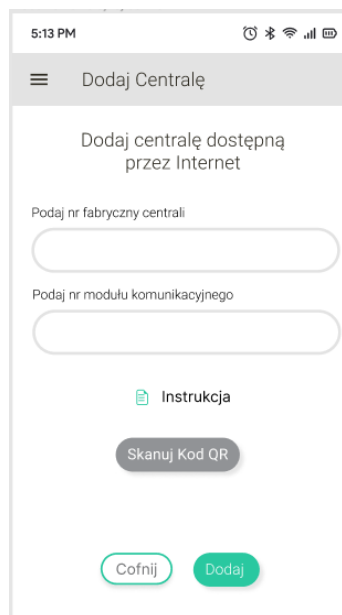 5:13 PM
Dodaj Centralę
Dodaj centralę dostępną
przez Internet
Podaj nr fabryczny centrali
Podaj nr modułu komunikacyjnego
Instrukcja
Skanuj Kod QR
Cofnij
Dodaj